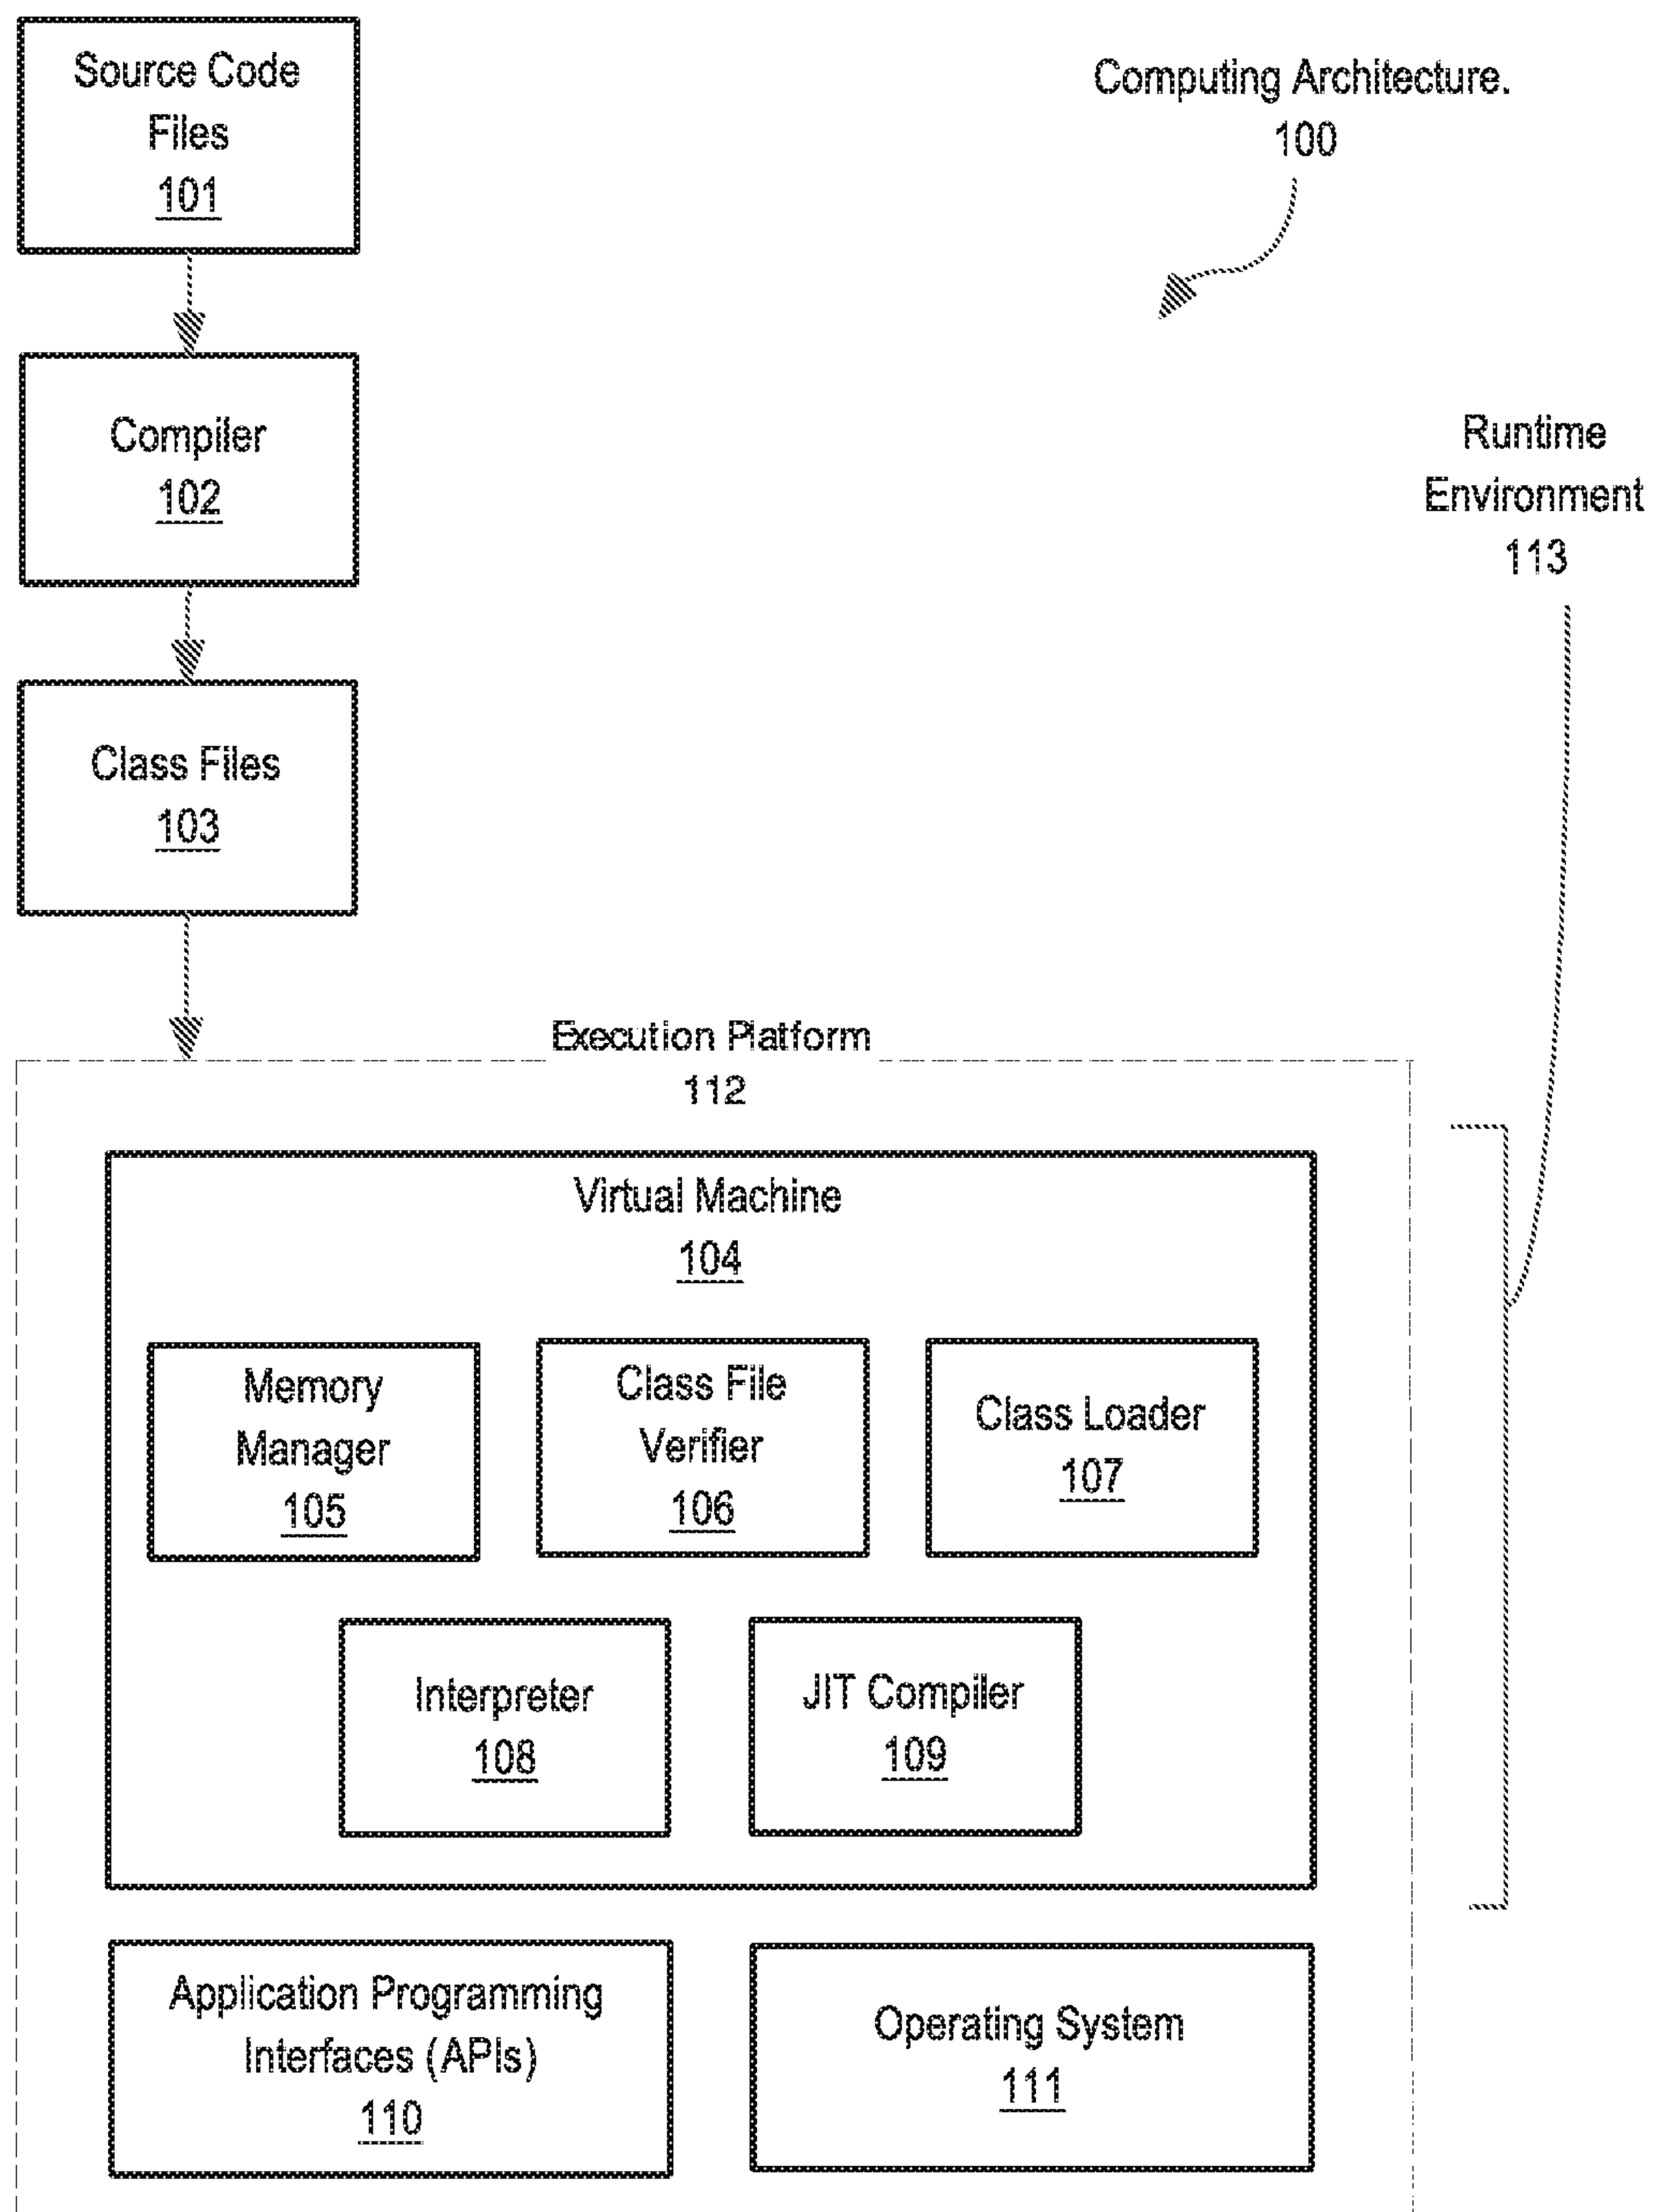 Source Code
Files
101
Computing Architecture.
100
Compiler
102
Runtime
Environment
113
Class Files
103
Execution Platform
112
Virtual Machine
104
Memory
Manager
105
Class File
Verifier
106
Class Loader
107
Interpreter
108
JIT Compiler
109
Application Programming
Interfaces (APIs)
110
Operating System
111